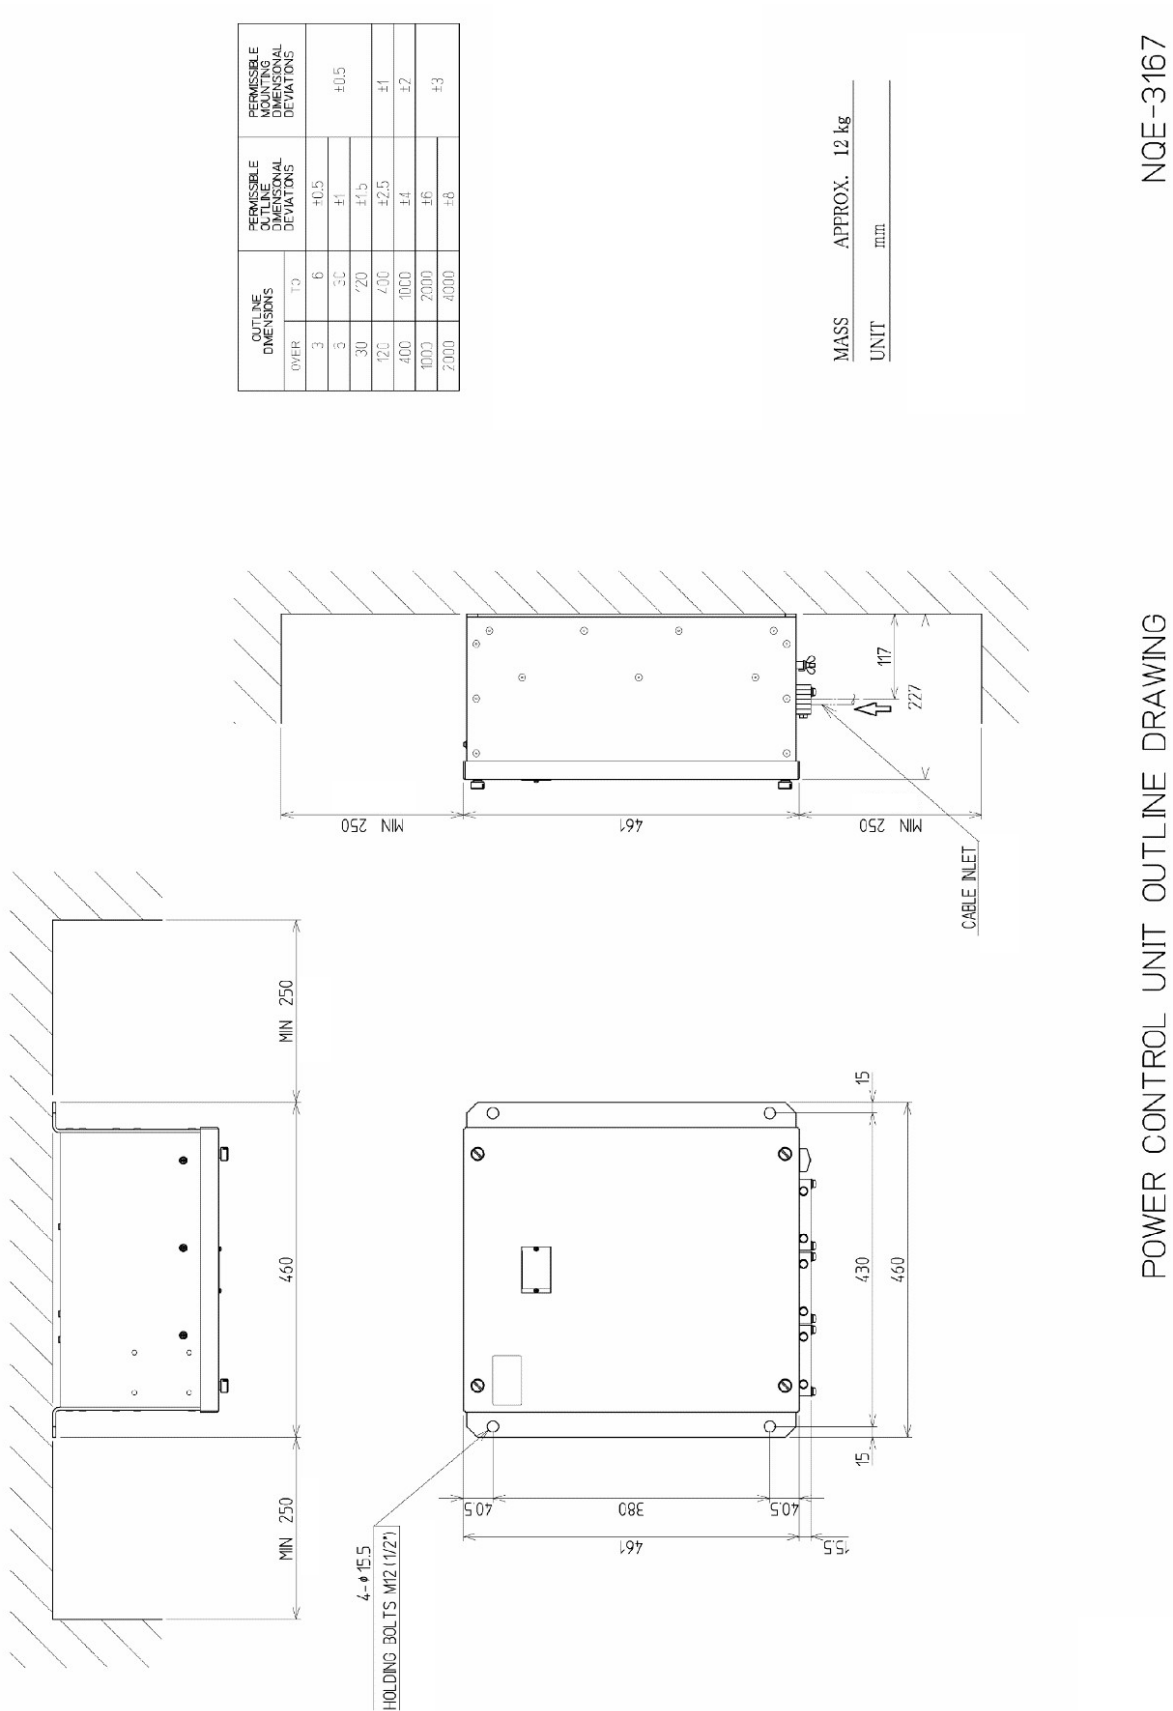 OUTLINE
DIMENSIONS
PERMISSIBLE
OUTLINE
DIMENSIONAL
DEVIATIONS
PERMISSIBLE
MOUNTING
DIMENSIONAL
DEVIATIONS
OVER TO
3 6 ±0.5 ±0.5
6 30 ±1
30 120 ±1.5
120 400 ±2.5 ±1
400 1000 ±4 ±2
1000 2000 ±6 ±3
2000 4000 ±8
MASS APPROX. 12 kg
UNIT mm
MIN 250
460
MIN 250
4-φ15.5
HOLDING BOLTS M12 (1/2")
40.5
380
40.5
461
15.5
15
430
15
460
MIN 250
461
MIN 250
117
227
CABLE INLET
POWER CONTROL UNIT OUTLINE DRAWING NQE-3167